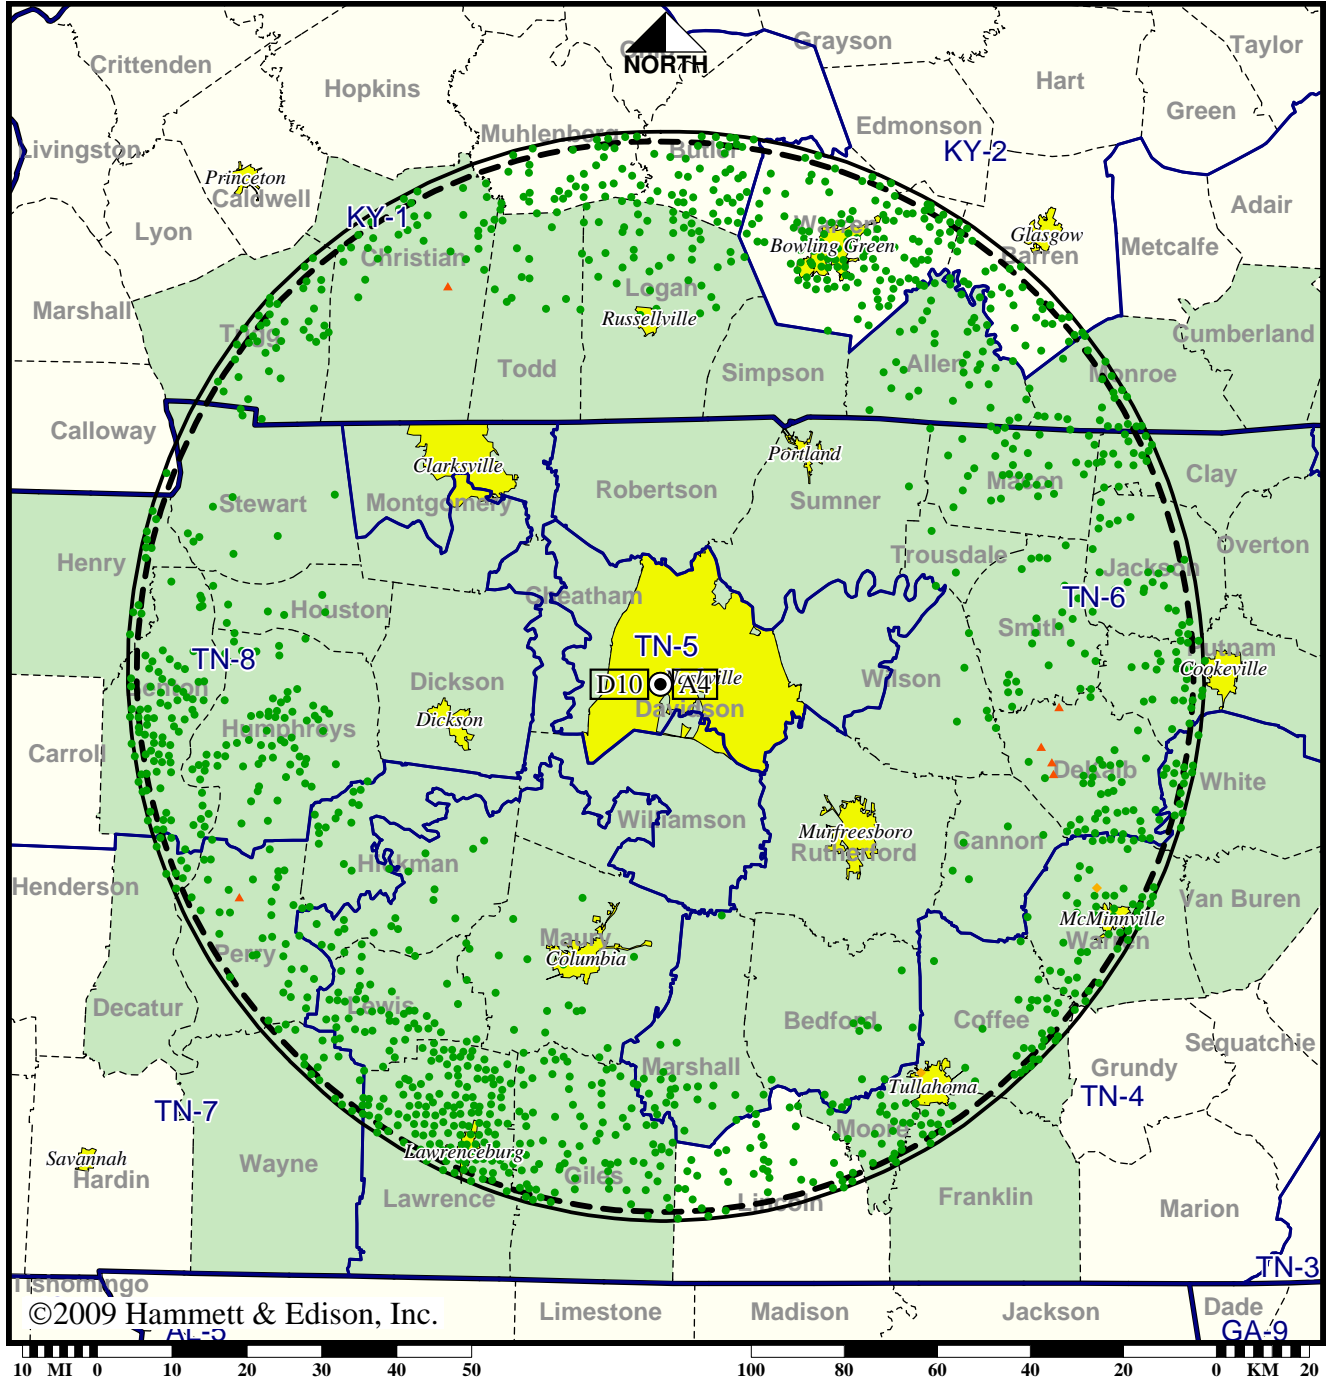 Crittenden
Hopkins
NORTH
Grayson
Taylor
Hart
Green
Livingston
Muhlenberg
Butler
Edmonson
KY-2
Princeton
Caldwell
KY-1
Lyon
Christian
Warren
Bowling Green
Glasgow
Barren
Metcalfe
Adair
Marshall
Trigg
Logan
Russellville
Todd
Simpson
Allen
Monroe
Cumberland
Calloway
Clarksville
Portland
Stewart
Montgomery
Robertson
Sumner
Macon
Clay
Henry
Houston
Cheatham
Trousdale
Jackson
Overton
TN-6
Smith
TN-8
TN-5
Putnam
Cookeville
Benton
Dickson
D10
A4
Nashville
Davidson
Wilson
Humphreys
Dickson
Carroll
DeKalb
White
Williamson
Murfreesboro
Rutherford
Cannon
Hickman
Henderson
Van Buren
McMinnville
Warren
Maury
Columbia
Perry
Decatur
Lewis
Bedford
Coffee
Sequatchie
Marshall
Grundy
Tullahoma
TN-4
TN-7
Moore
Savannah
Hardin
Wayne
Lawrenceburg
Lawrence
Giles
Lincoln
Franklin
Marion
TN-3
Tishomingo
©2009 Hammett & Edison, Inc.
AL-5
Limestone
Madison
Jackson
Dade
GA-9
10 MI 0 10 20 30 40 50
100 80 60 40 20 0 KM 20